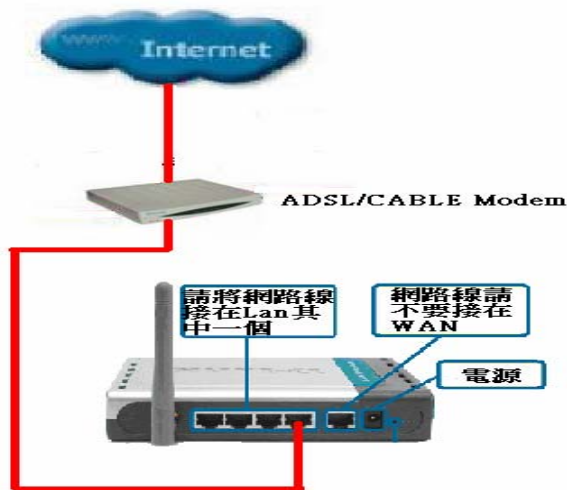 Internet
ADSL/CABLE Modem
請將網路線
接在Lan其
中一個
網路線請
不要接在
WAN
電源